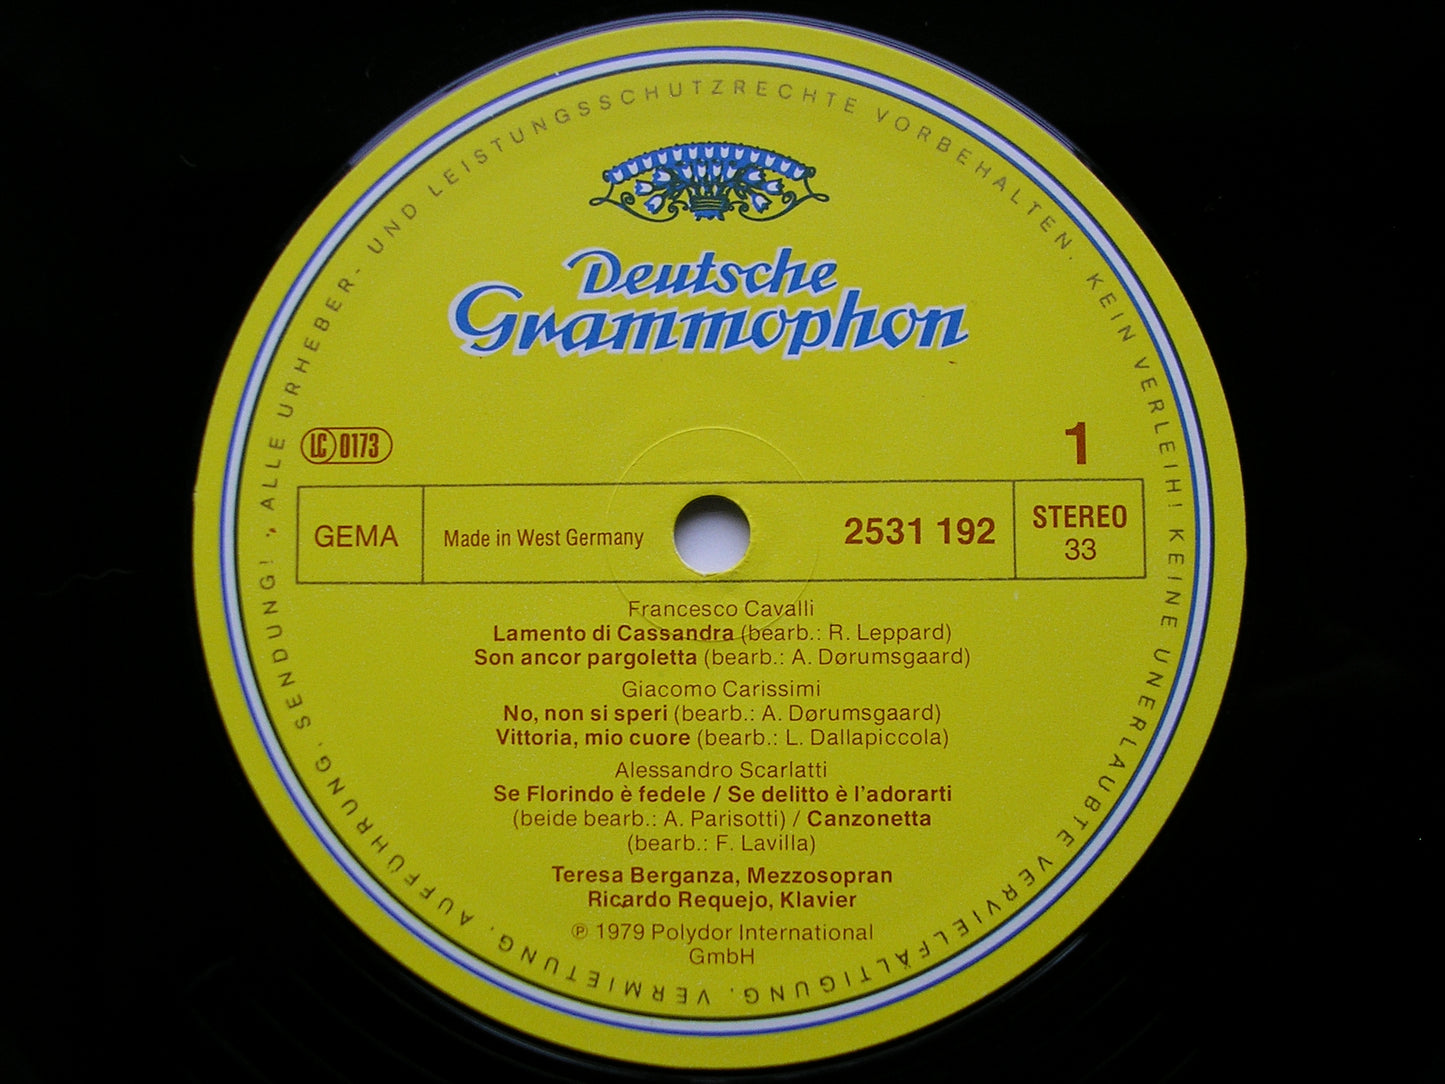 ALLE URHEBER- UND LEISTUNGSSCHUTZRECHTE VORBEHALTEN. KEIN VERLEIH! KEINE UNERLAUBTE VERVIELFÄLTIGUNG, VERMIETUNG, AUFFÜHRUNG, SENDUNG!
Deutsche
Grammophon
LC 0173
1
GEMA
Made in West Germany
2531 192
STEREO
33
Francesco Cavalli
Lamento di Cassandra (bearb.: R. Leppard)
Son ancor pargoletta (bearb.: A. Dørumsgaard)
Giacomo Carissimi
No, non si speri (bearb.: A. Dørumsgaard)
Vittoria, mio cuore (bearb.: L. Dallapiccola)
Alessandro Scarlatti
Se Florindo è fedele / Se delitto è l'adorarti
(beide bearb.: A. Parisotti) / Canzonetta
(bearb.: F. Lavilla)
Teresa Berganza, Mezzosopran
Ricardo Requejo, Klavier
℗ 1979 Polydor International
GmbH